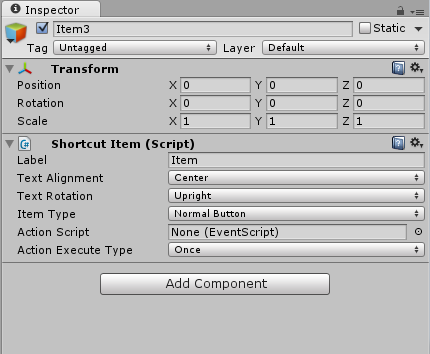 Inspector
Item3 Static
Tag Untagged Layer Default
Transform
Position X 0 Y 0 Z 0
Rotation X 0 Y 0 Z 0
Scale X 1 Y 1 Z 1
Shortcut Item (Script)
Label Item
Text Alignment Center
Text Rotation Upright
Item Type Normal Button
Action Script None (EventScript)
Action Execute Type Once
Add Component